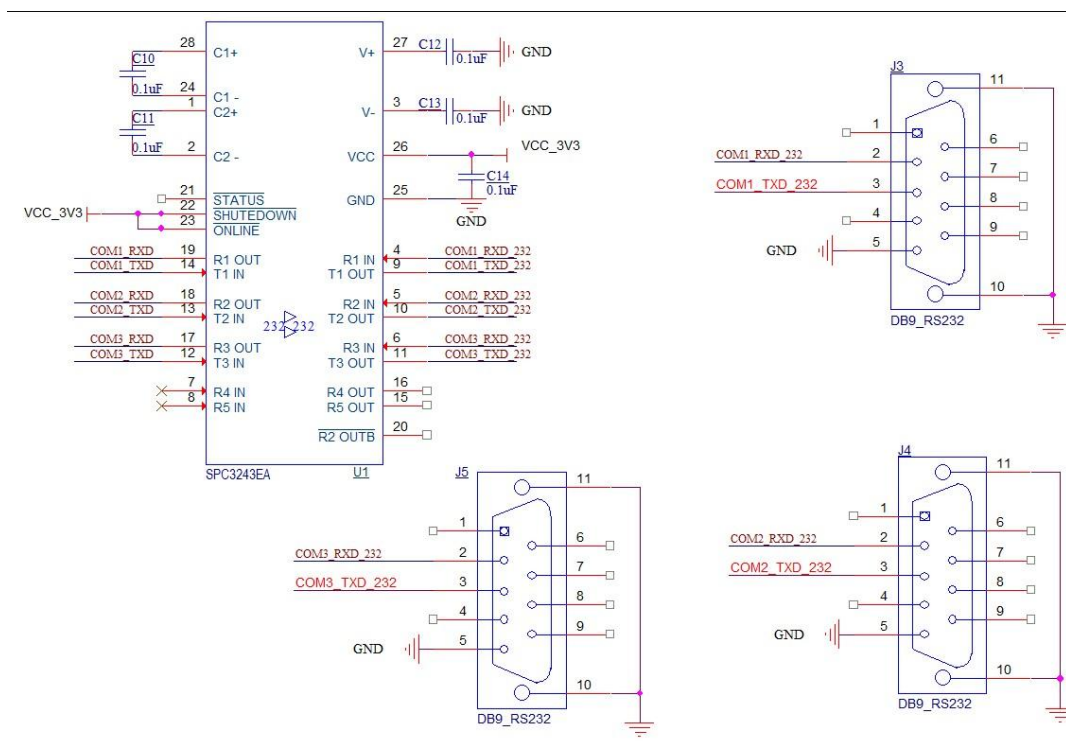 28 C1+ V+ 27 C12 0.1uF GND
C10 0.1uF
24 C1 -
1 C2+ V- 3 C13 0.1uF GND
C11 0.1uF
2 C2 - VCC 26 VCC_3V3
C14 0.1uF
21 STATUS GND 25 GND
VCC_3V3 22 SHUTEDOWN
23 ONLINE
COM1_RXD 19 R1 OUT R1 IN 4 COM1_RXD_232
COM1_TXD 14 T1 IN T1 OUT 9 COM1_TXD_232
COM2_RXD 18 R2 OUT R2 IN 5 COM2_RXD_232
COM2_TXD 13 T2 IN T2 OUT 10 COM2_TXD_232
232_232
COM3_RXD 17 R3 OUT R3 IN 6 COM3_RXD_232
COM3_TXD 12 T3 IN T3 OUT 11 COM3_TXD_232
7 R4 IN R4 OUT 16
8 R5 IN R5 OUT 15
R2 OUTB 20
SPC3243EA U1
J3
11
1
6
COM1_RXD_232 2
7
COM1_TXD_232 3
8
4
9
GND 5
10
DB9_RS232
J5
11
1
6
COM3_RXD_232 2
7
COM3_TXD_232 3
8
4
9
GND 5
10
DB9_RS232
J4
11
1
6
COM2_RXD_232 2
7
COM2_TXD_232 3
8
4
9
GND 5
10
DB9_RS232